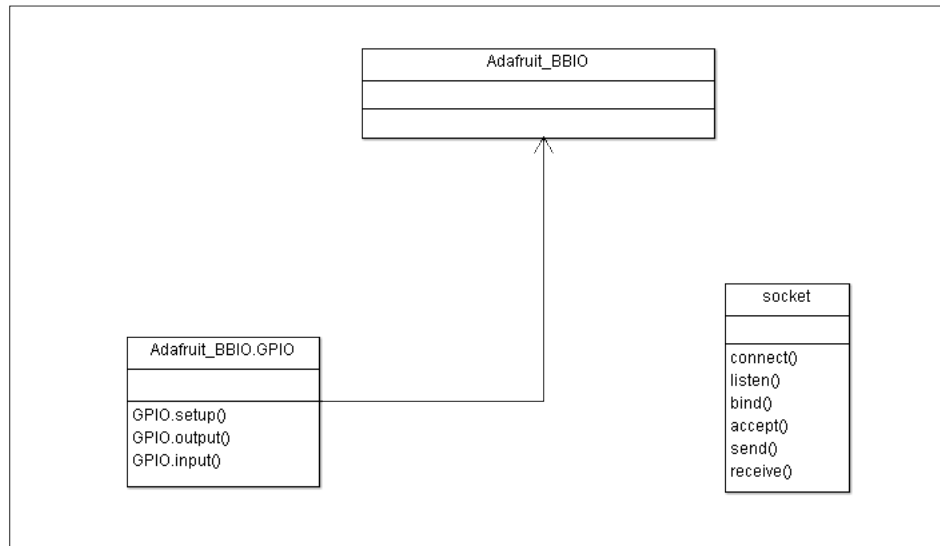 Adafruit_BBIO
socket
connect()
listen()
bind()
accept()
send()
receive()
Adafruit_BBIO.GPIO
GPIO.setup()
GPIO.output()
GPIO.input()